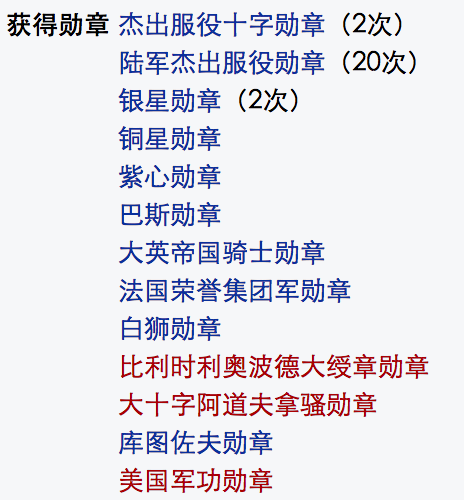 获得勋章 杰出服役十字勋章（2次）
陆军杰出服役勋章（20次）
银星勋章（2次）
铜星勋章
紫心勋章
巴斯勋章
大英帝国骑士勋章
法国荣誉集团军勋章
白狮勋章
比利时利奥波德大绶章勋章
大十字阿道夫拿骚勋章
库图佐夫勋章
美国军功勋章